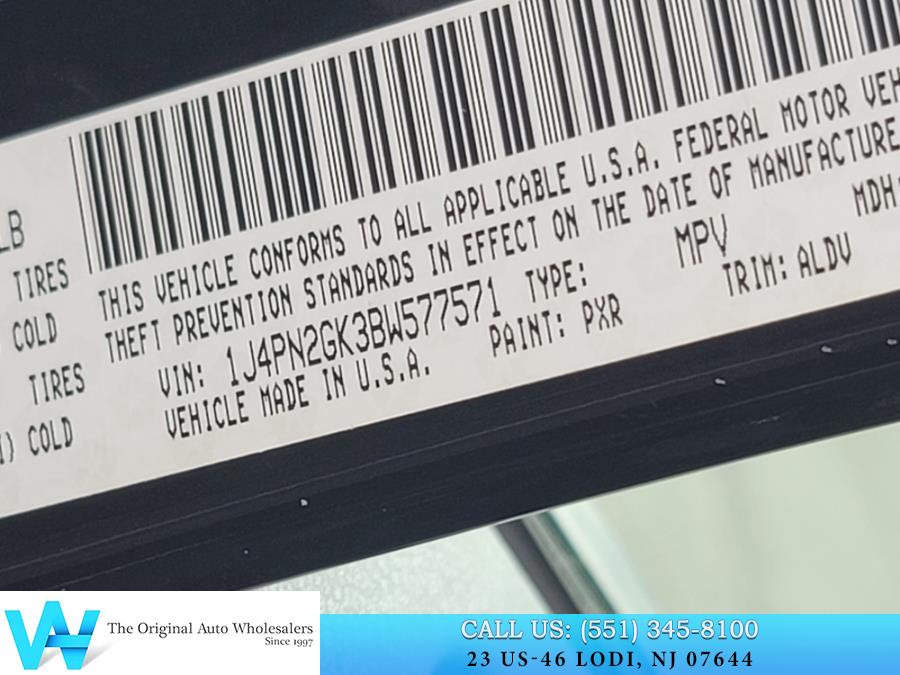 LB
TIRES
COLD
TIRES
) COLD
THIS VEHICLE CONFORMS TO ALL APPLICABLE U.S.A. FEDERAL MOTOR VEH
THEFT PREVENTION STANDARDS IN EFFECT ON THE DATE OF MANUFACTURE
MDH:
VIN: 1J4PN2GK3BW577571 TYPE: MPV
VEHICLE MADE IN U.S.A. PAINT: PXR TRIM: ALDV
The Original Auto Wholesalers
Since 1997
CALL US: (551) 345-8100
23 US-46 LODI, NJ 07644